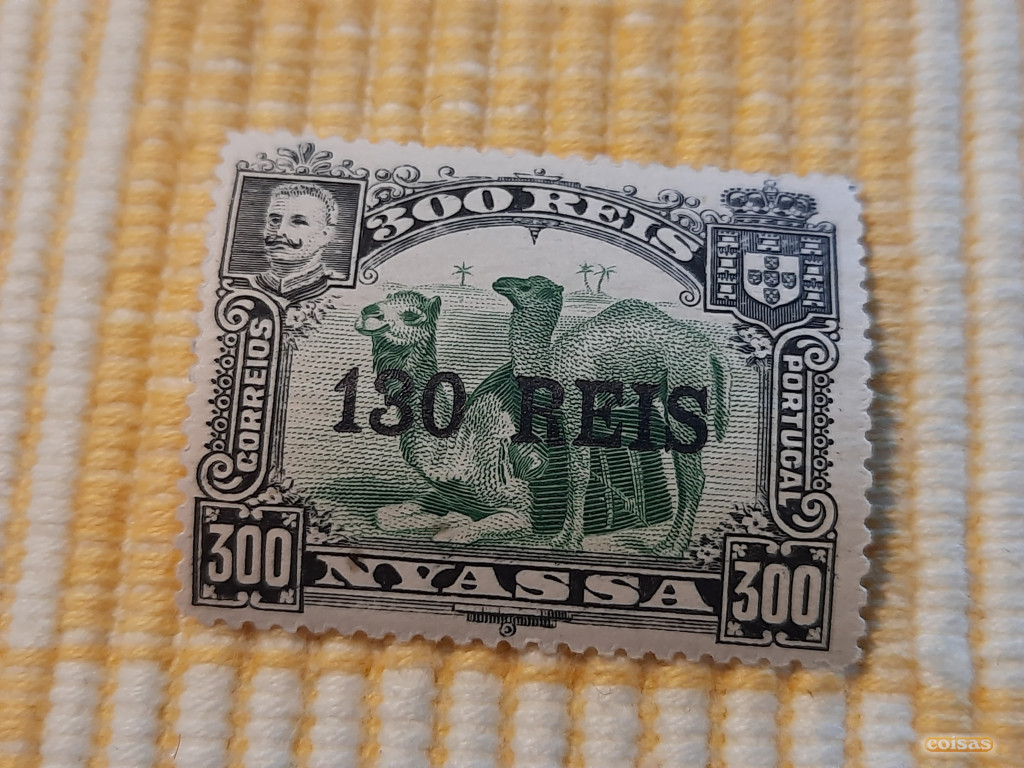 300 REIS
CORREIOS
PORTUGAL
130 REIS
300
NYASSA
300
coisas